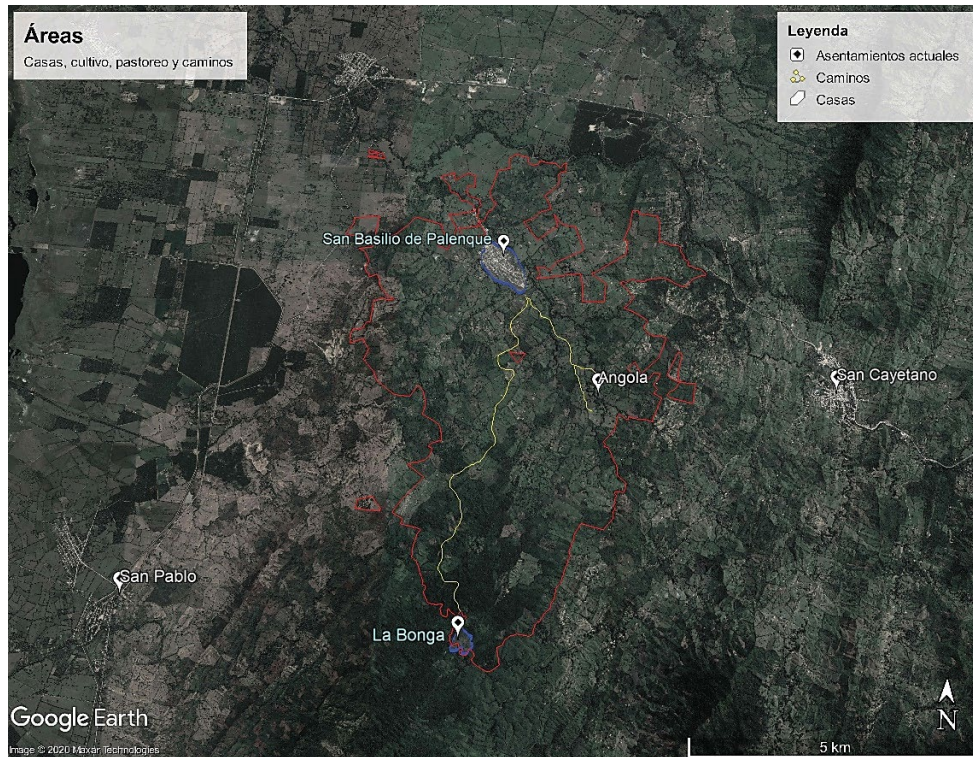 Áreas
Casas, cultivo, pastoreo y caminos
Leyenda
Asentamientos actuales
Caminos
Casas
San Basilio de Palenque
Angola
San Cayetano
San Pablo
La Bonga
Google Earth
N
Image © 2020 Maxar Technologies
5 km